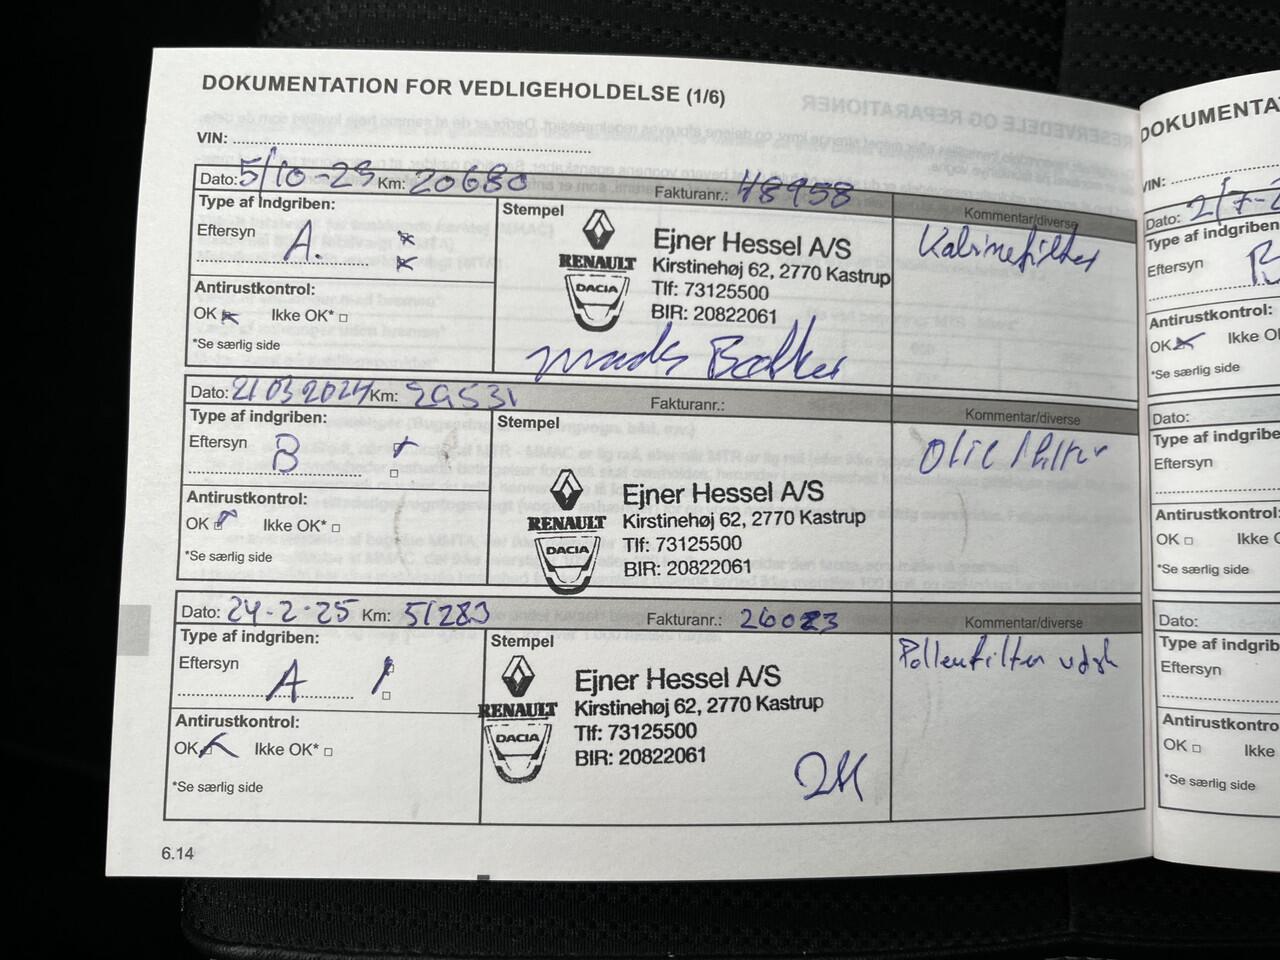 DOKUMENTATION FOR VEDLIGEHOLDELSE (1/6)
VIN:
Dato: 5/10-23 Km: 20680 Fakturanr.: 48958
Type af indgriben:
Eftersyn A.
Antirustkontrol:
OK Ikke OK*
*Se særlig side
Stempel
RENAULT
DACIA
Ejner Hessel A/S
Kirstinehøj 62, 2770 Kastrup
Tlf: 73125500
BIR: 20822061
Mads
Kommentar/diverse
Kabinefilter
Dato: 21 03 2024 Km: 29531 Fakturanr.:
Type af indgriben:
Eftersyn B
Antirustkontrol:
OK Ikke OK*
*Se særlig side
Stempel
RENAULT
DACIA
Ejner Hessel A/S
Kirstinehøj 62, 2770 Kastrup
Tlf: 73125500
BIR: 20822061
Kommentar/diverse
Olie
Dato: 24-2-25 Km: 51283 Fakturanr.: 26023
Type af indgriben:
Eftersyn A
Antirustkontrol:
OK Ikke OK*
*Se særlig side
Stempel
RENAULT
DACIA
Ejner Hessel A/S
Kirstinehøj 62, 2770 Kastrup
Tlf: 73125500
BIR: 20822061
Kommentar/diverse
Pollenfilter udsk
6.14
DOKUMENTA
VIN:
Dato: 2/7-2
Type af indgriben
Eftersyn
Antirustkontrol:
OK Ikke O
*Se særlig side
Dato:
Type af indgribe
Eftersyn
Antirustkontrol:
OK Ikke O
*Se særlig side
Dato:
Type af indgrib
Eftersyn
Antirustkontro
OK Ikke
*Se særlig side